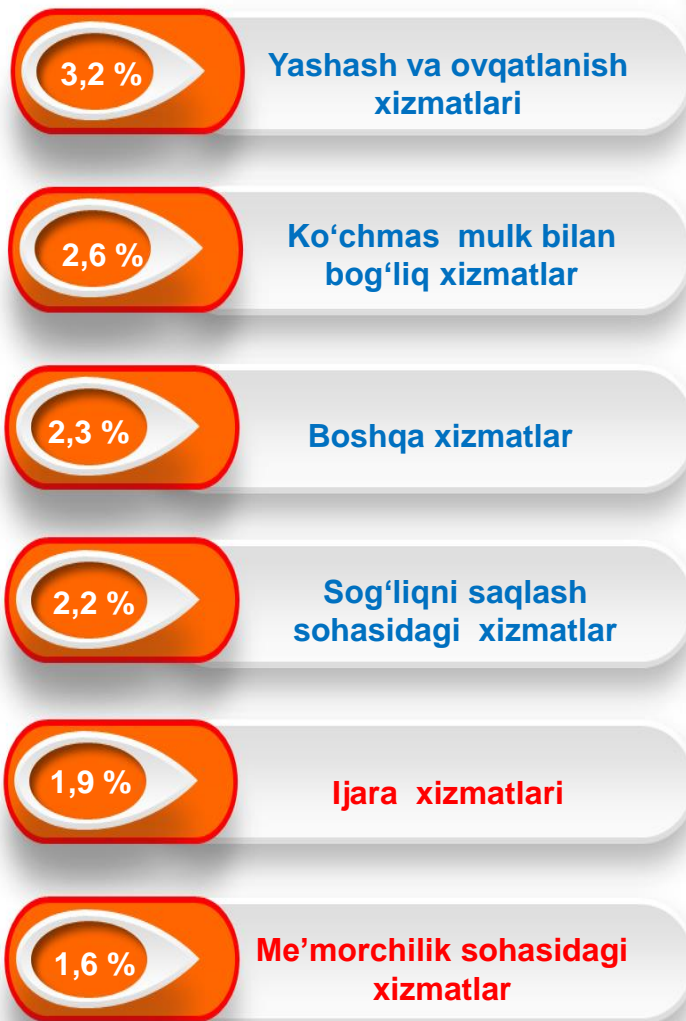 3,2 %
Yashash va ovqatlanish
xizmatlari
2,6 %
Ko‘chmas mulk bilan
bog‘liq xizmatlar
2,3 %
Boshqa xizmatlar
2,2 %
Sog‘liqni saqlash
sohasidagi xizmatlar
1,9 %
Ijara xizmatlari
1,6 %
Me’morchilik sohasidagi
xizmatlar